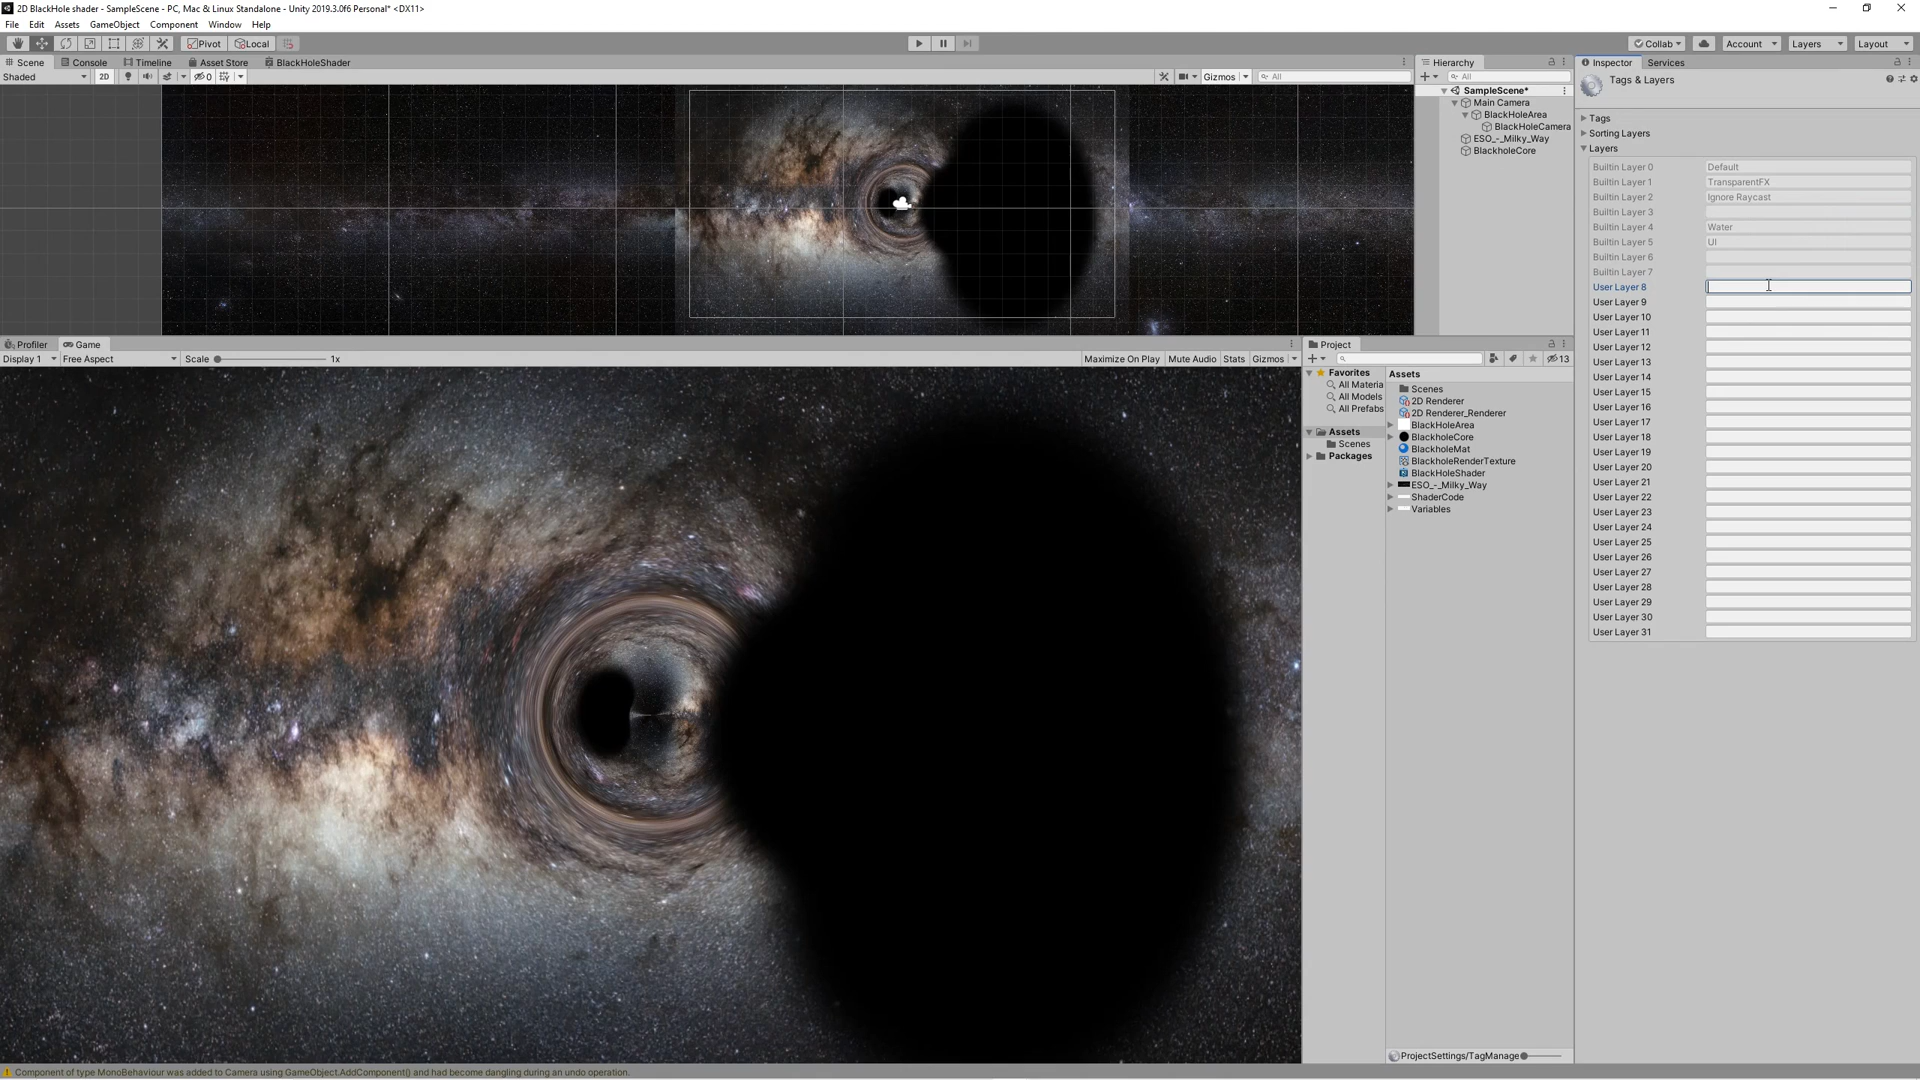 2D BlackHole shader - SampleScene - PC, Mac & Linux Standalone - Unity 2019.3.0f6 Personal* <DX11>
File Edit Assets GameObject Component Window Help
Pivot Local Collab Account Layers Layout
Scene Console Timeline Asset Store BlackHoleShader
Shaded 2D 0 Gizmos All
Hierarchy
All
SampleScene*
Main Camera
BlackHoleArea
BlackHoleCamera
ESO_-_Milky_Way
BlackholeCore
Inspector Services
Tags & Layers
Tags
Sorting Layers
Layers
Builtin Layer 0 Default
Builtin Layer 1 TransparentFX
Builtin Layer 2 Ignore Raycast
Builtin Layer 3
Builtin Layer 4 Water
Builtin Layer 5 UI
Builtin Layer 6
Builtin Layer 7
User Layer 8
User Layer 9
User Layer 10
User Layer 11
User Layer 12
User Layer 13
User Layer 14
User Layer 15
User Layer 16
User Layer 17
User Layer 18
User Layer 19
User Layer 20
User Layer 21
User Layer 22
User Layer 23
User Layer 24
User Layer 25
User Layer 26
User Layer 27
User Layer 28
User Layer 29
User Layer 30
User Layer 31
Profiler Game
Display 1 Free Aspect Scale 1x Maximize On Play Mute Audio Stats Gizmos
Project
13
Favorites
All Materia
All Models
All Prefabs
Assets
Scenes
Packages
Assets
Scenes
2D Renderer
2D Renderer_Renderer
BlackHoleArea
BlackholeCore
BlackholeMat
BlackholeRenderTexture
BlackHoleShader
ESO_-_Milky_Way
ShaderCode
Variables
ProjectSettings/TagManage
Component of type MonoBehaviour was added to Camera using GameObject.AddComponent() and had become dangling during an undo operation.